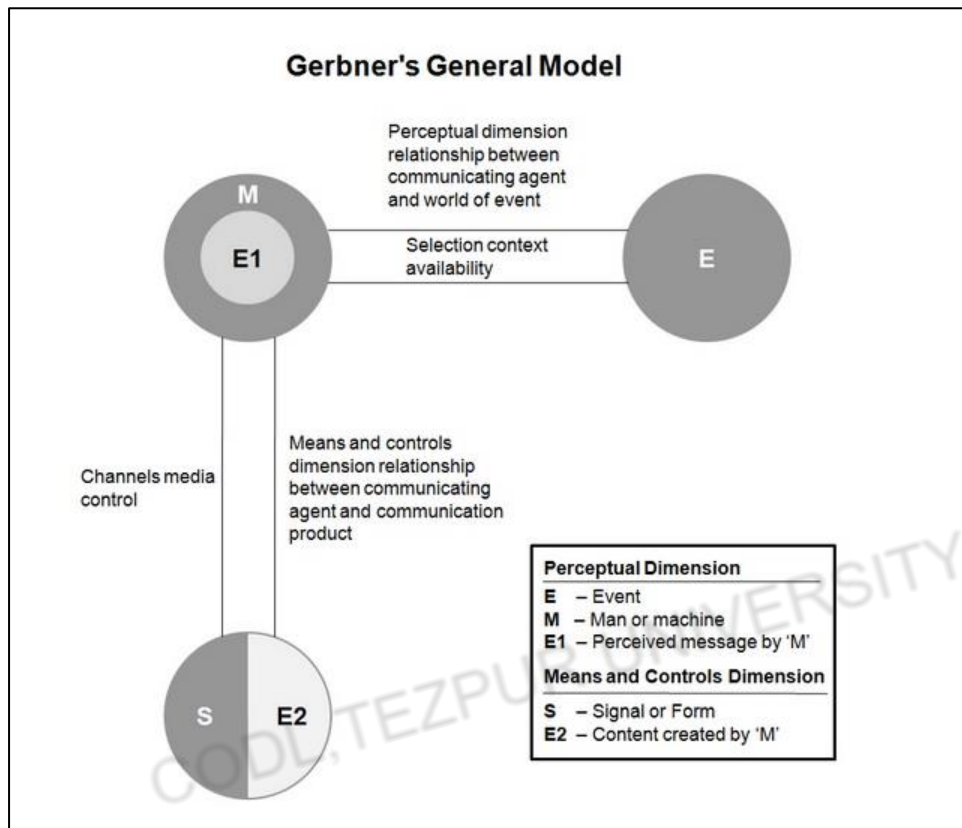 Gerbner's General Model
Perceptual dimension
relationship between
communicating agent
and world of event
M
E1
Selection context
availability
E
Channels media
control
Means and controls
dimension relationship
between communicating
agent and communication
product
S
E2
Perceptual Dimension
E – Event
M – Man or machine
E1 – Perceived message by ‘M’
Means and Controls Dimension
S – Signal or Form
E2 – Content created by ‘M’
CODL,TEZPUR UNIVERSITY